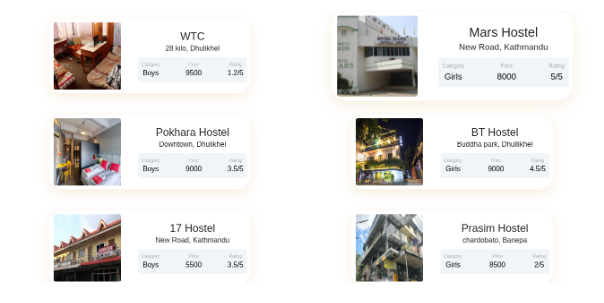 WTC
28 kilo, Dhulikhel
Category Price Rating
Boys 9500 1.2/5
Mars Hostel
New Road, Kathmandu
Category Price Rating
Girls 8000 5/5
Pokhara Hostel
Downtown, Dhulikhel
Category Price Rating
Boys 9000 3.5/5
BT Hostel
Buddha park, Dhulikhel
Category Price Rating
Girls 9000 4.5/5
17 Hostel
New Road, Kathmandu
Category Price Rating
Boys 5500 3.5/5
Prasim Hostel
chardobato, Banepa
Category Price Rating
Girls 8500 2/5